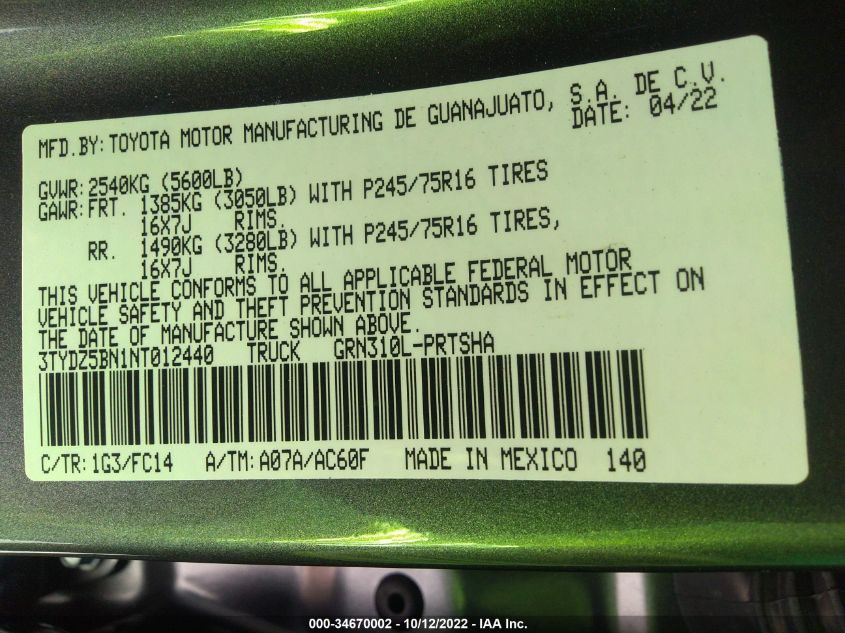 MFD.BY: TOYOTA MOTOR MANUFACTURING DE GUANAJUATO, S.A. DE C.V.
DATE: 04/22
GVWR: 2540KG (5600LB)
GAWR: FRT. 1385KG (3050LB) WITH P245/75R16 TIRES
16X7J RIMS.
RR. 1490KG (3280LB) WITH P245/75R16 TIRES,
16X7J RIMS.
THIS VEHICLE CONFORMS TO ALL APPLICABLE FEDERAL MOTOR
VEHICLE SAFETY AND THEFT PREVENTION STANDARDS IN EFFECT ON
THE DATE OF MANUFACTURE SHOWN ABOVE.
3TYDZ5BN1NT012440 TRUCK GRN310L-PRTSHA
C/TR: 1G3/FC14 A/TM: A07A/AC60F MADE IN MEXICO 140
000-34670002 - 10/12/2022 - IAA Inc.